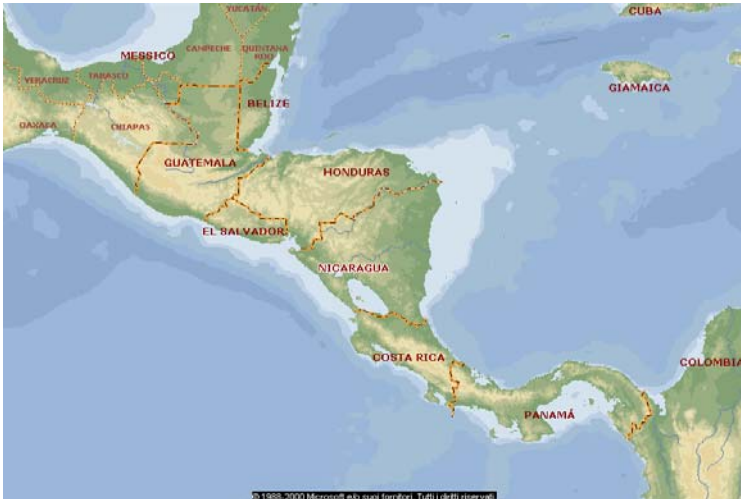 YUCATÁN
CUBA
CAMPECHE
QUINTANA
ROO
MESSICO
VERACRUZ
TABASCO
GIAMAICA
BELIZE
OAXACA
CHIAPAS
GUATEMALA
HONDURAS
EL SALVADOR
NICARAGUA
COSTA RICA
COLOMBIA
PANAMÁ
© 1988-2000 Microsoft e/o suoi fornitori. Tutti i diritti riservati.